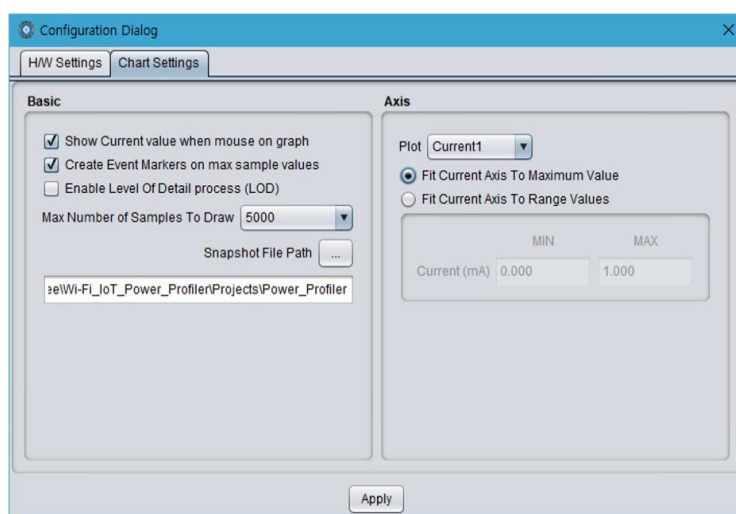 Configuration Dialog
H/W Settings
Chart Settings
Basic
Show Current value when mouse on graph
Create Event Markers on max sample values
Enable Level Of Detail process (LOD)
Max Number of Samples To Draw 5000
Snapshot File Path ...
ee\Wi-Fi_IoT_Power_Profiler\Projects\Power_Profiler
Axis
Plot Current1
Fit Current Axis To Maximum Value
Fit Current Axis To Range Values
MIN MAX
Current (mA) 0.000 1.000
Apply